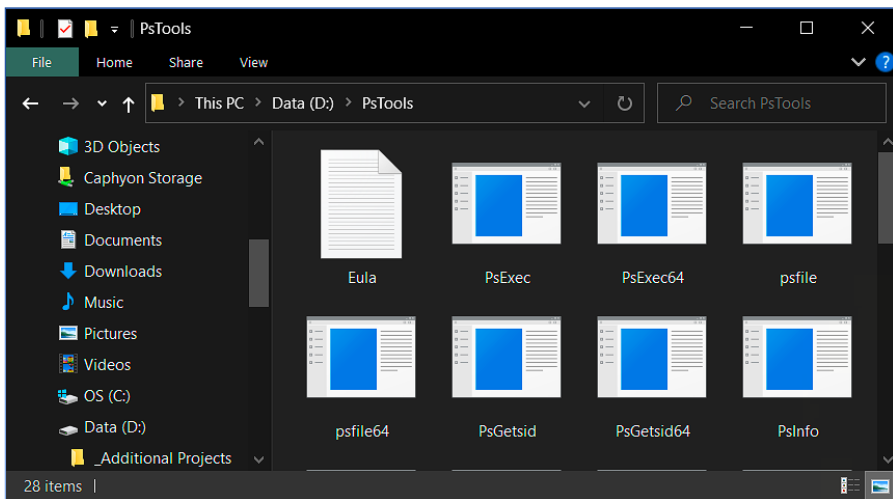 PsTools
File Home Share View
This PC > Data (D:) > PsTools
Search PsTools
3D Objects
Caphyon Storage
Desktop
Documents
Downloads
Music
Pictures
Videos
OS (C:)
Data (D:)
_Additional Projects
Eula PsExec PsExec64 psfile
psfile64 PsGetsid PsGetsid64 PsInfo
28 items